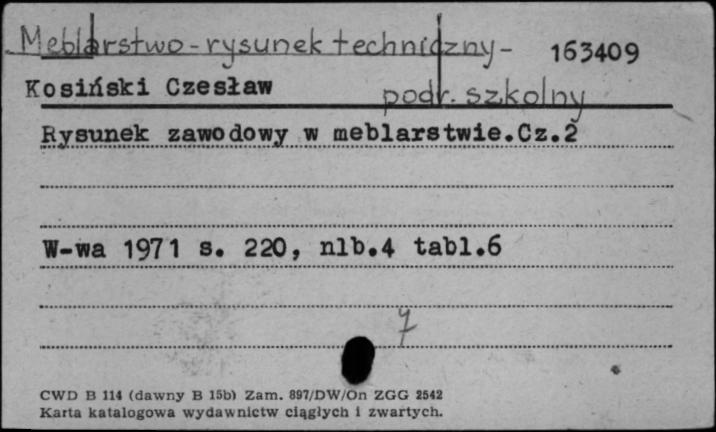 Meblarstwo - rysunek techniczny - 163409
podr. szkolny
Kosiński Czesław
Rysunek zawodowy w meblarstwie.Cz.2
W-wa 1971 s. 220, nlb.4 tabl.6
7
CWD B 114 (dawny B 15b) Zam. 897/DW/On ZGG 2542
Karta katalogowa wydawnictw ciągłych i zwartych.